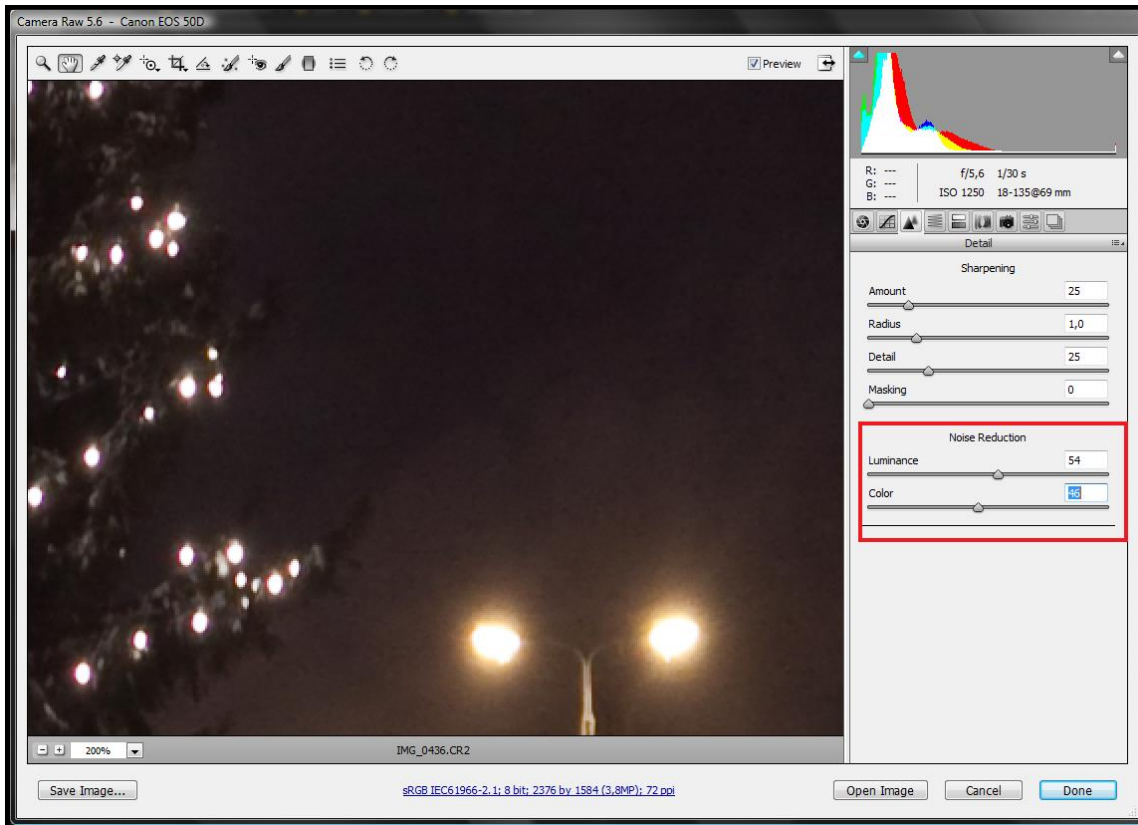 Camera Raw 5.6 - Canon EOS 50D
Preview
R: ---
G: ---
B: ---
f/5,6 1/30 s
ISO 1250 18-135@69 mm
Detail
Sharpening
Amount 25
Radius 1,0
Detail 25
Masking 0
Noise Reduction
Luminance 54
Color 46
200%
IMG_0436.CR2
Save Image...
sRGB IEC61966-2.1; 8 bit; 2376 by 1584 (3,8MP); 72 ppi
Open Image
Cancel
Done